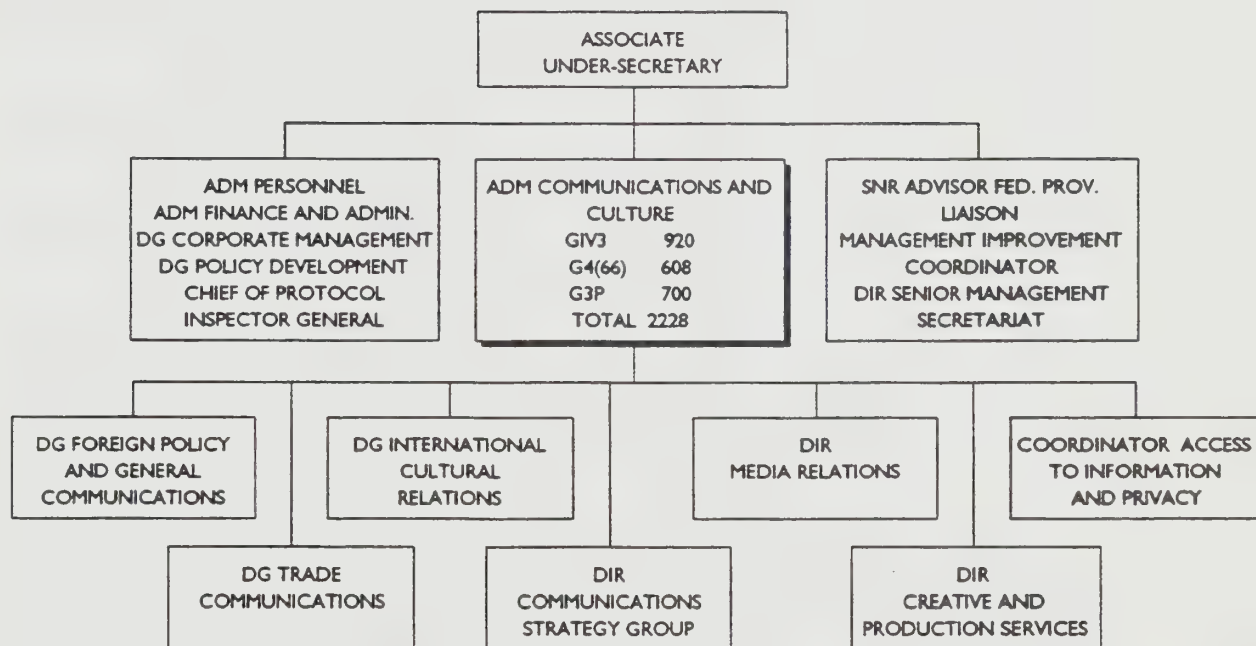 ASSOCIATE
UNDER-SECRETARY
ADM PERSONNEL
ADM FINANCE AND ADMIN.
DG CORPORATE MANAGEMENT
DG POLICY DEVELOPMENT
CHIEF OF PROTOCOL
INSPECTOR GENERAL
ADM COMMUNICATIONS AND
CULTURE
GIV3 920
G4(66) 608
G3P 700
TOTAL 2228
SNR ADVISOR FED. PROV.
LIAISON
MANAGEMENT IMPROVEMENT
COORDINATOR
DIR SENIOR MANAGEMENT
SECRETARIAT
DG FOREIGN POLICY
AND GENERAL
COMMUNICATIONS
DG INTERNATIONAL
CULTURAL
RELATIONS
DIR
MEDIA RELATIONS
COORDINATOR ACCESS
TO INFORMATION
AND PRIVACY
DG TRADE
COMMUNICATIONS
DIR
COMMUNICATIONS
STRATEGY GROUP
DIR
CREATIVE AND
PRODUCTION SERVICES